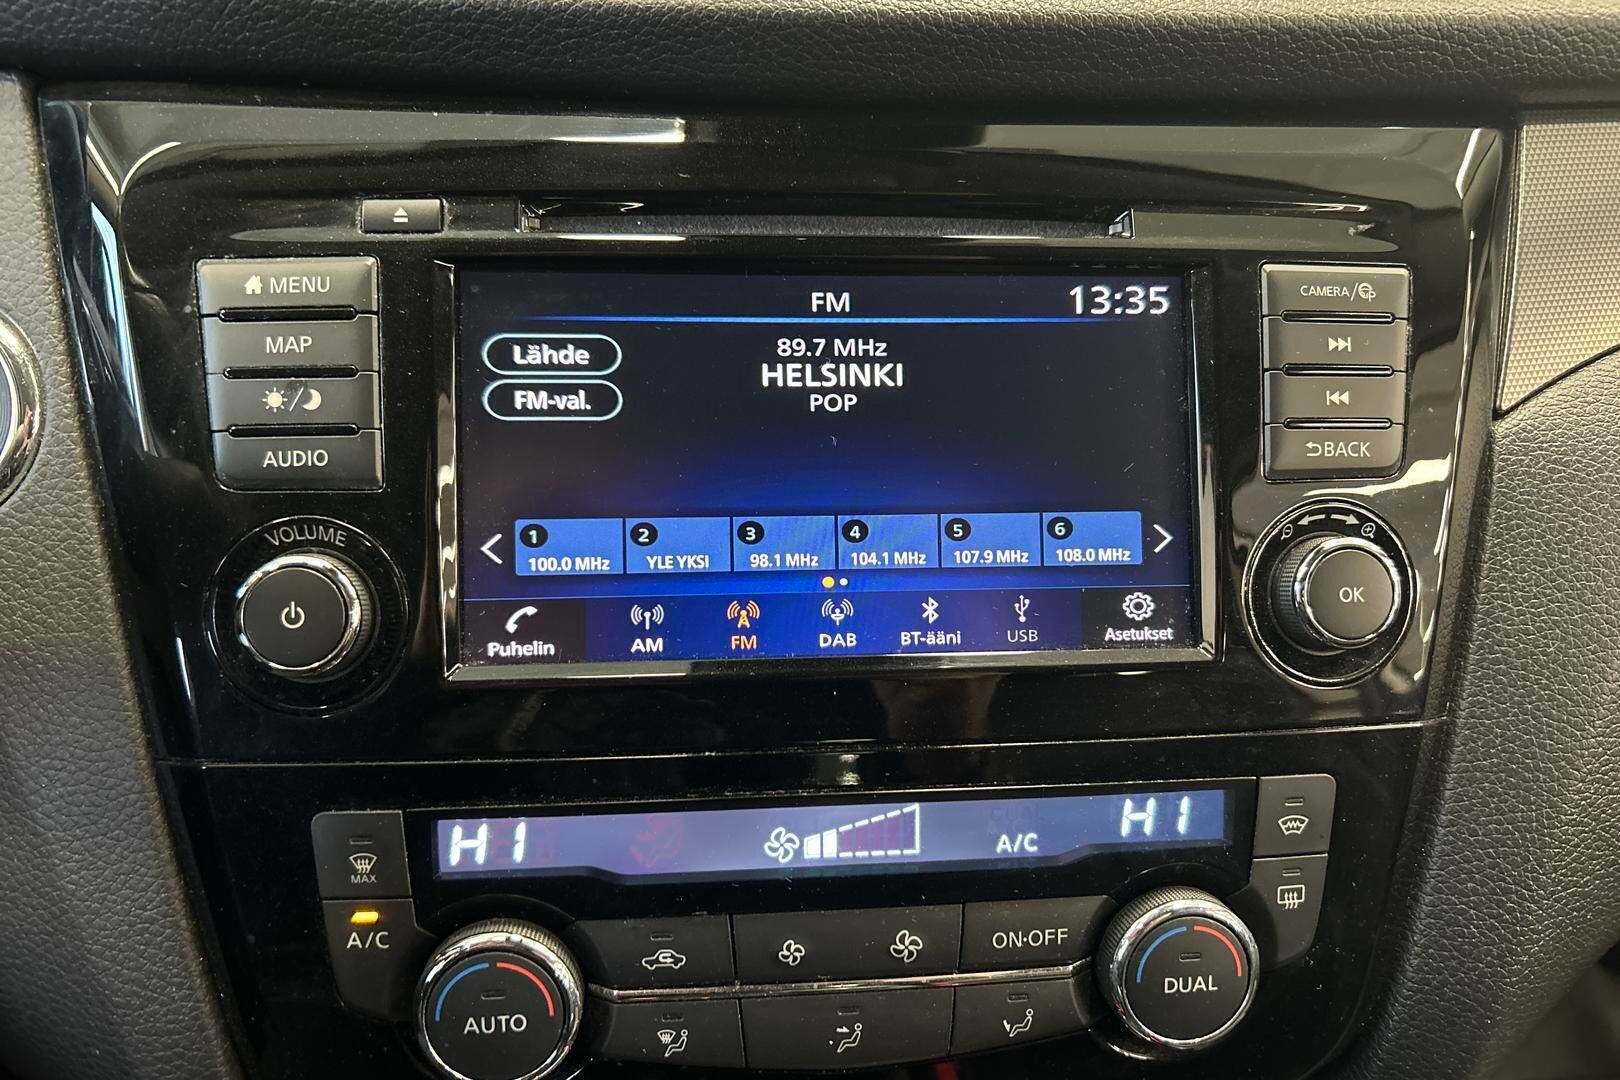 MENU
MAP
AUDIO
VOLUME
FM
13:35
Lähde
FM-val.
89.7 MHz
HELSINKI
POP
1
100.0 MHz
2
YLE YKSI
3
98.1 MHz
4
104.1 MHz
5
107.9 MHz
6
108.0 MHz
Puhelin
AM
FM
DAB
BT-ääni
USB
Asetukset
CAMERA/
BACK
OK
HI
A/C
HI
MAX
A/C
AUTO
ON·OFF
DUAL